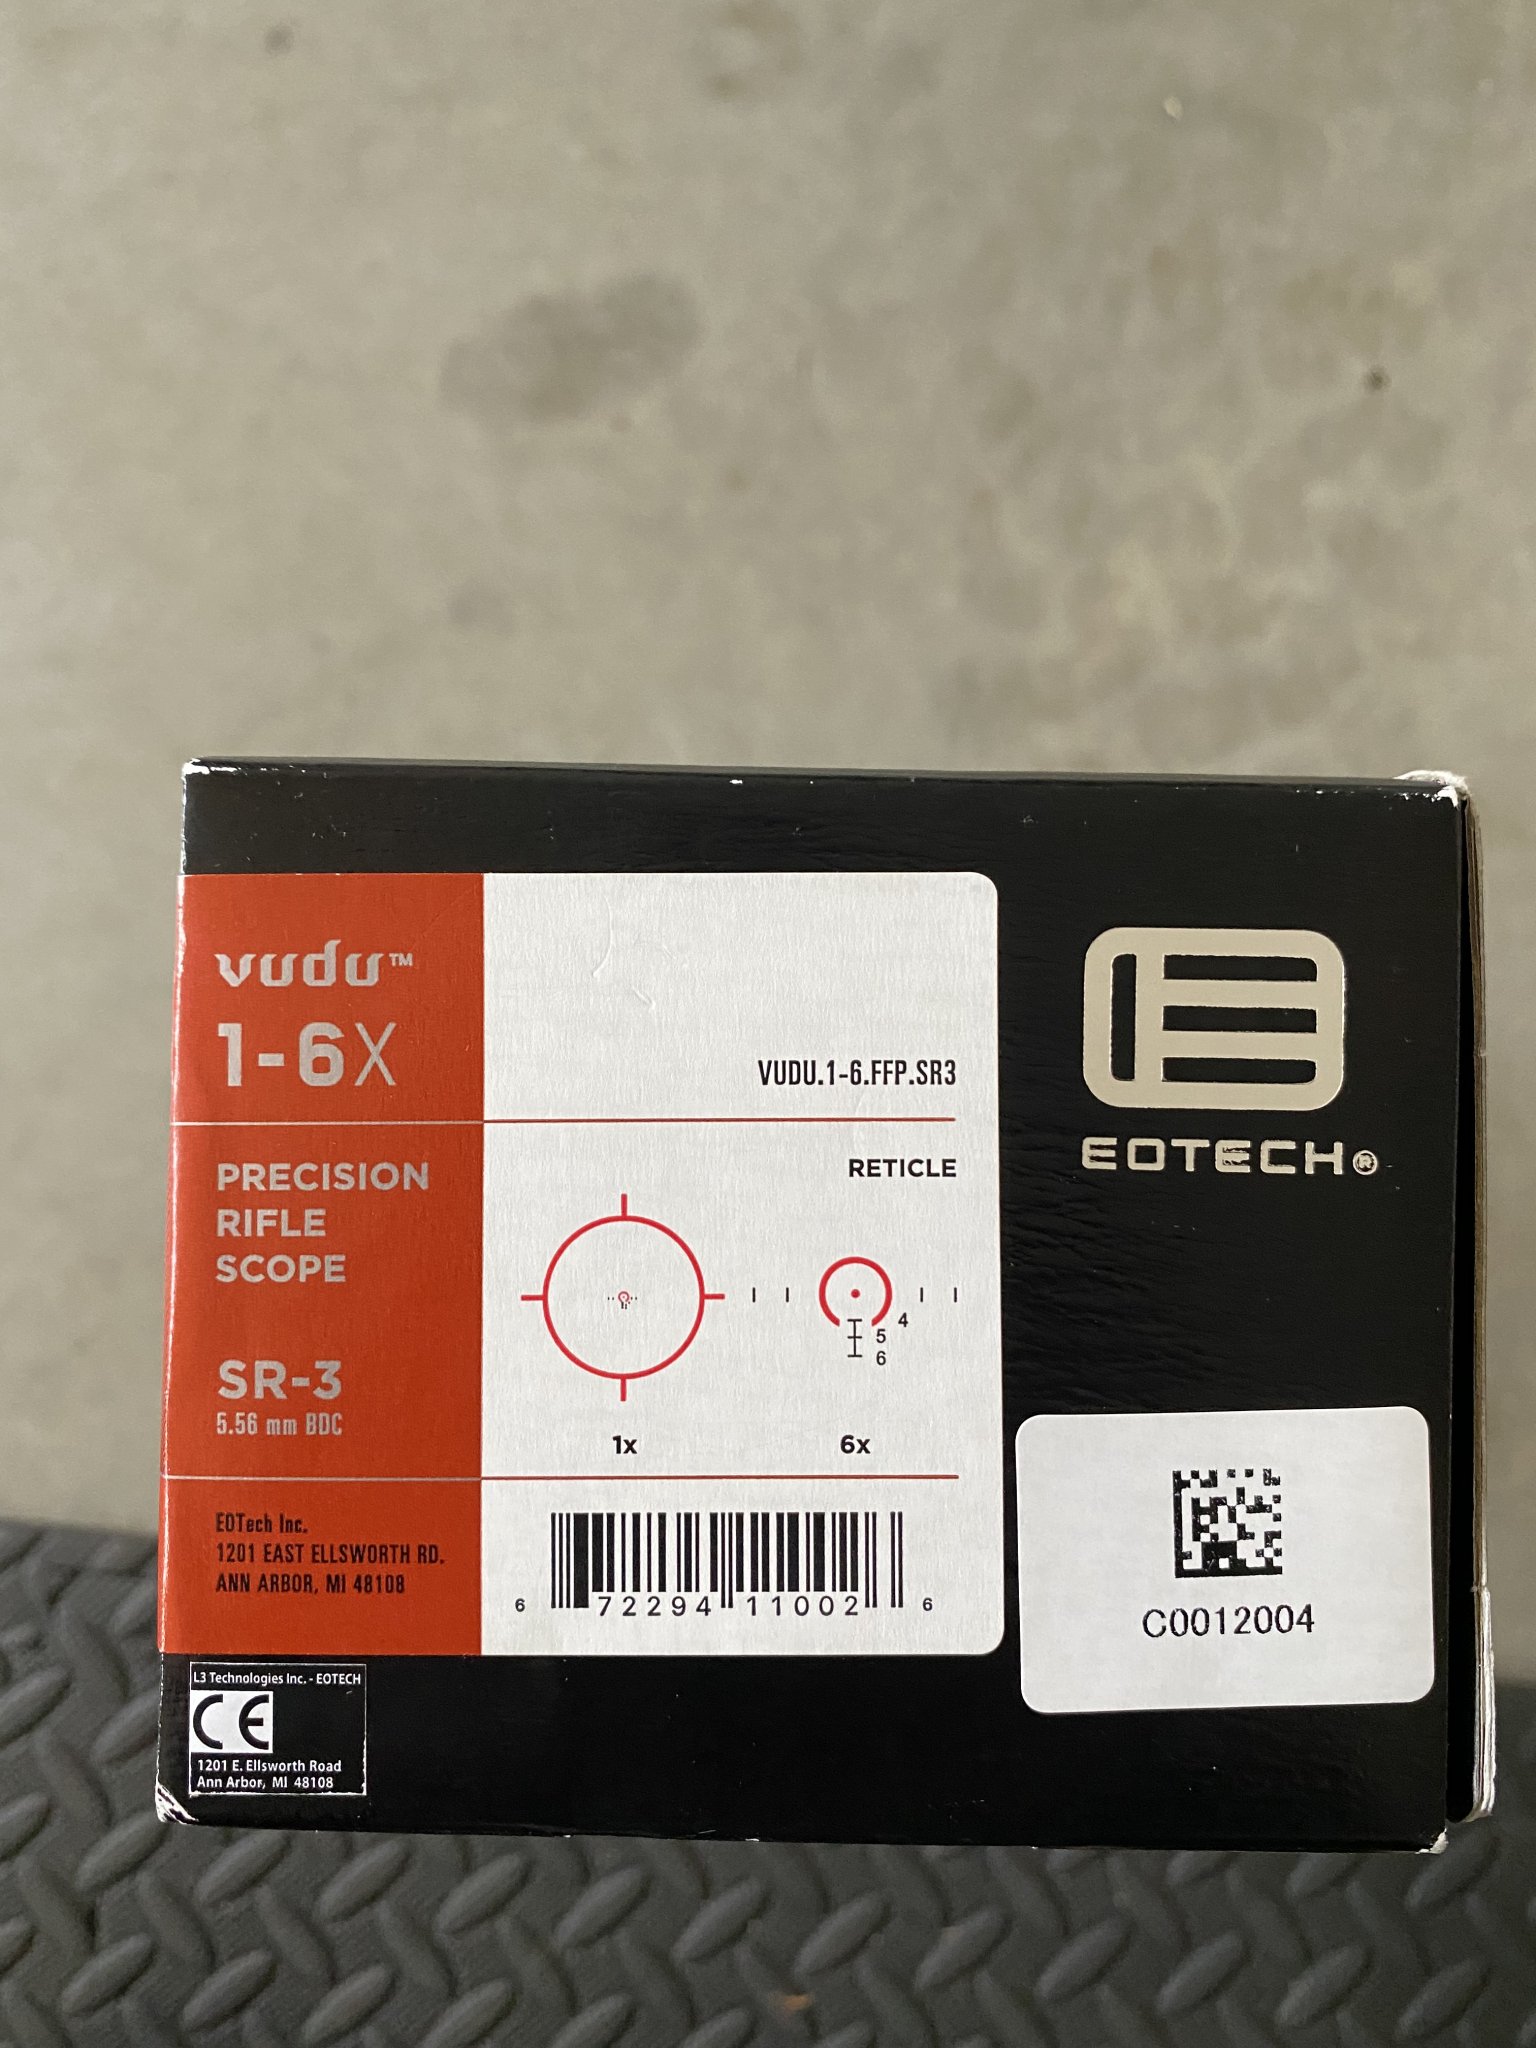 vudu™
1-6X
VUDU.1-6.FFP.SR3
PRECISION
RIFLE
SCOPE
RETICLE
4
5
6
SR-3
5.56 mm BDC
1x
6x
EOTech Inc.
1201 EAST ELLSWORTH RD.
ANN ARBOR, MI 48108
6 72294 11002 6
EOTECH®
C0012004
L3 Technologies Inc. - EOTECH
CE
1201 E. Ellsworth Road
Ann Arbor, MI 48108